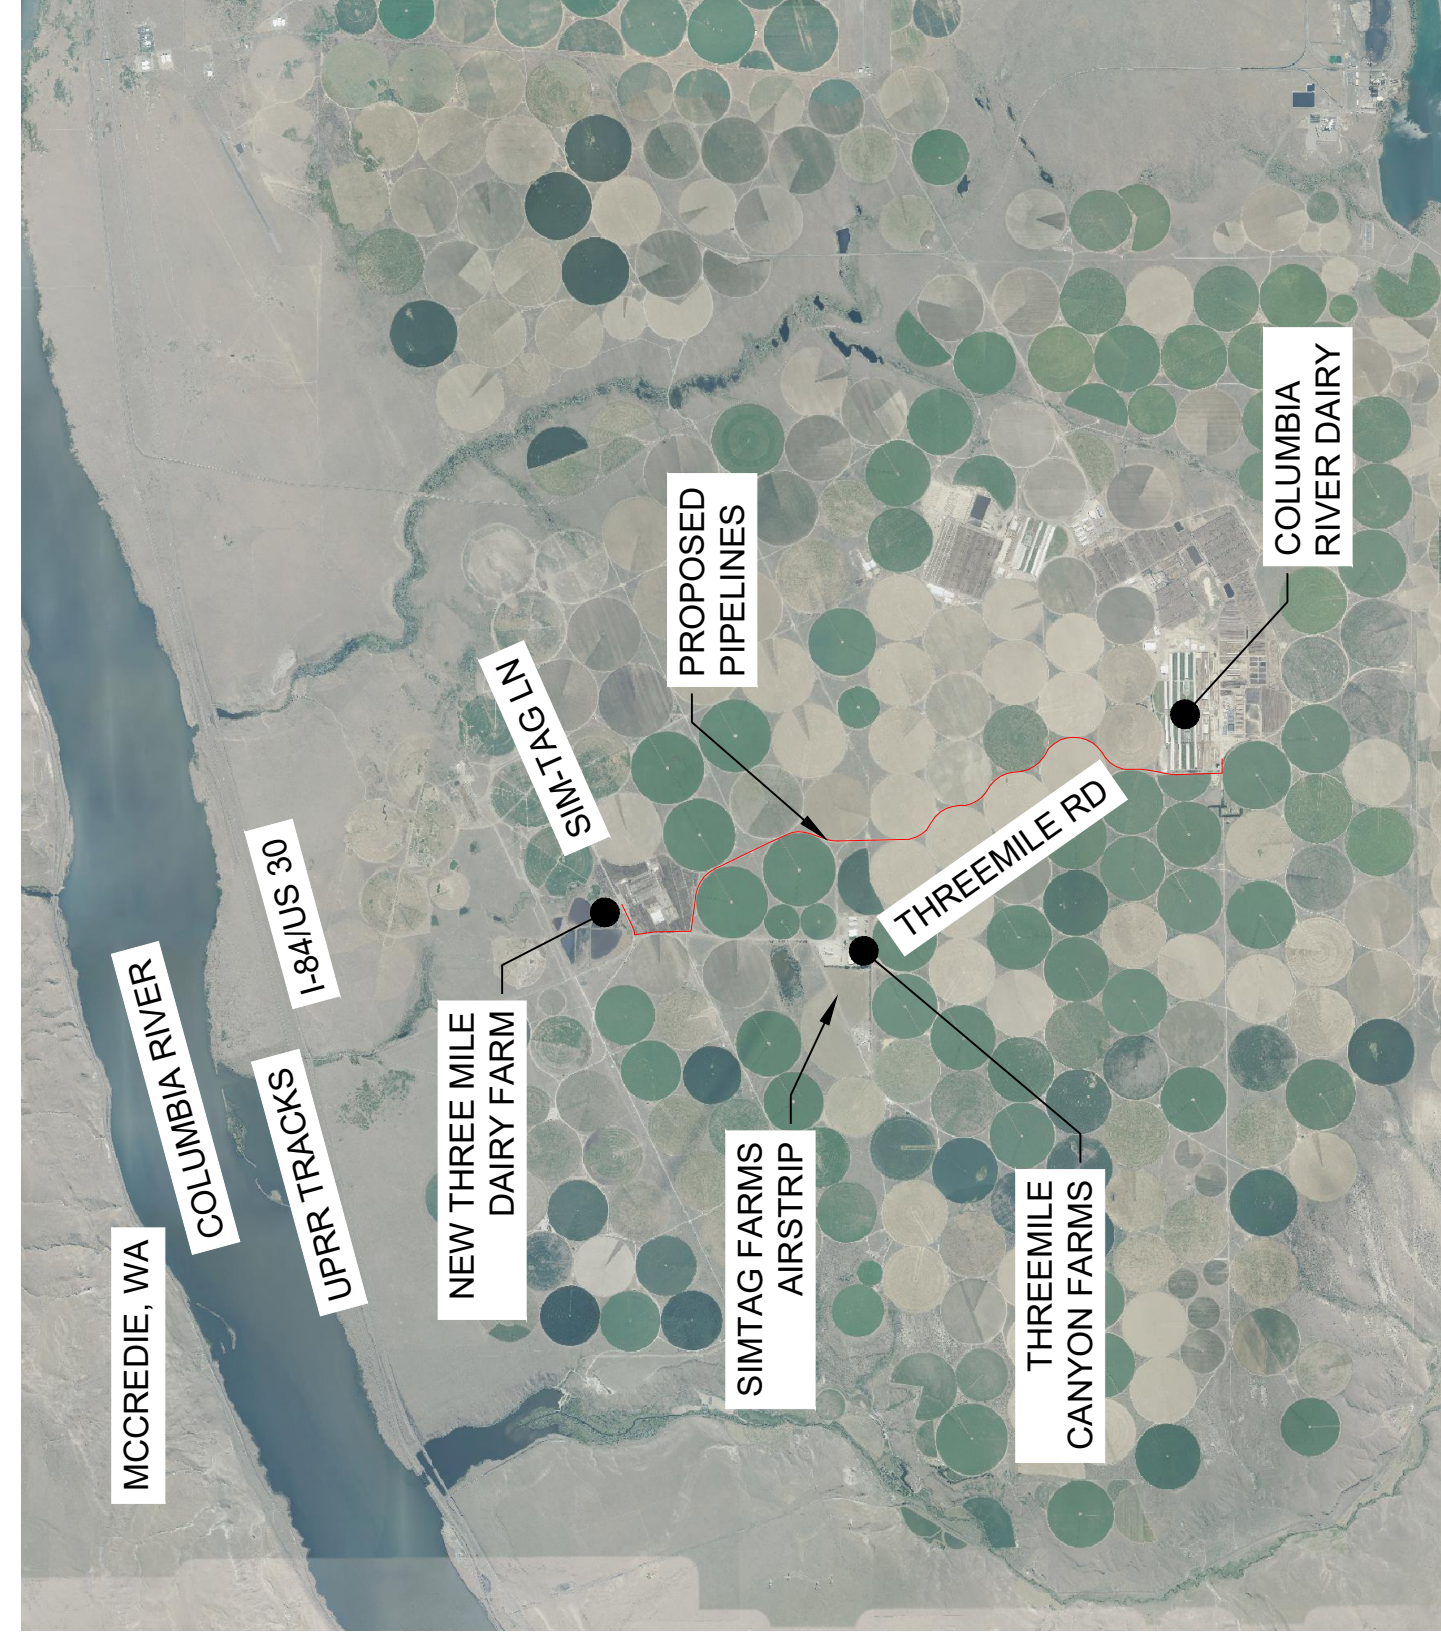 MCCREDIE, WA
COLUMBIA RIVER
UPRR TRACKS
I-84/US 30
NEW THREE MILE
DAIRY FARM
SIM-TAG LN
PROPOSED
PIPELINES
SIMTAG FARMS
AIRSTRIP
THREEMILE RD
THREEMILE
CANYON FARMS
COLUMBIA
RIVER DAIRY